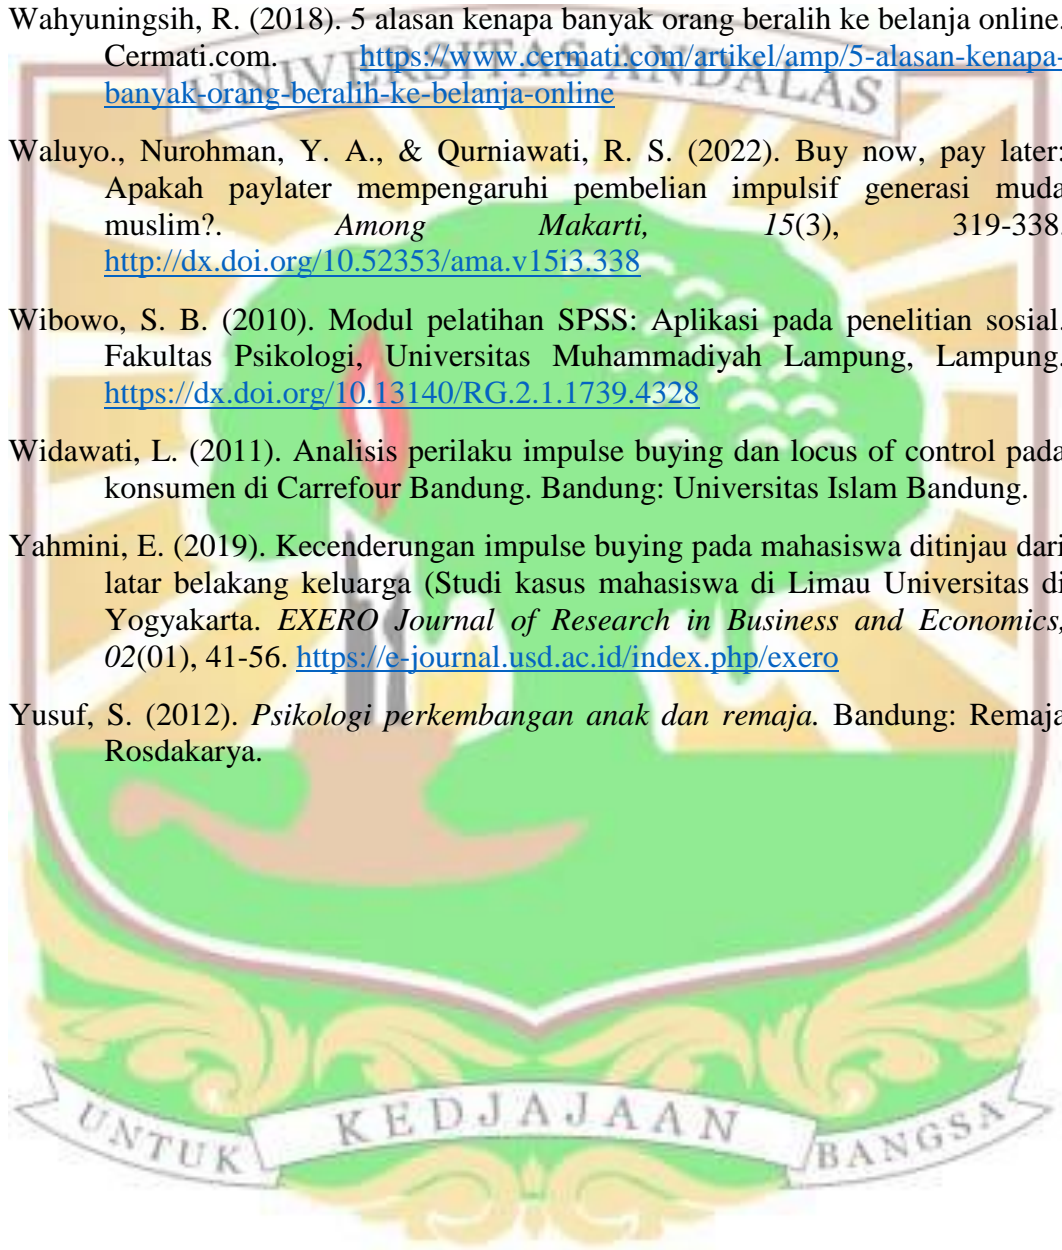 Wahyuningsih, R. (2018). 5 alasan kenapa banyak orang beralih ke belanja online.
Cermati.com. https://www.cermati.com/artikel/amp/5-alasan-kenapa-
banyak-orang-beralih-ke-belanja-online
UNIVERSITAS ANDALAS
Waluyo., Nurohman, Y. A., & Qurniawati, R. S. (2022). Buy now, pay later:
Apakah paylater mempengaruhi pembelian impulsif generasi muda
muslim?. Among Makarti, 15(3), 319-338.
http://dx.doi.org/10.52353/ama.v15i3.338
Wibowo, S. B. (2010). Modul pelatihan SPSS: Aplikasi pada penelitian sosial.
Fakultas Psikologi, Universitas Muhammadiyah Lampung, Lampung.
https://dx.doi.org/10.13140/RG.2.1.1739.4328
Widawati, L. (2011). Analisis perilaku impulse buying dan locus of control pada
konsumen di Carrefour Bandung. Bandung: Universitas Islam Bandung.
Yahmini, E. (2019). Kecenderungan impulse buying pada mahasiswa ditinjau dari
latar belakang keluarga (Studi kasus mahasiswa di Limau Universitas di
Yogyakarta. EXERO Journal of Research in Business and Economics,
02(01), 41-56. https://e-journal.usd.ac.id/index.php/exero
Yusuf, S. (2012). Psikologi perkembangan anak dan remaja. Bandung: Remaja
Rosdakarya.
UNTUK KEDJAJAAN BANGSA